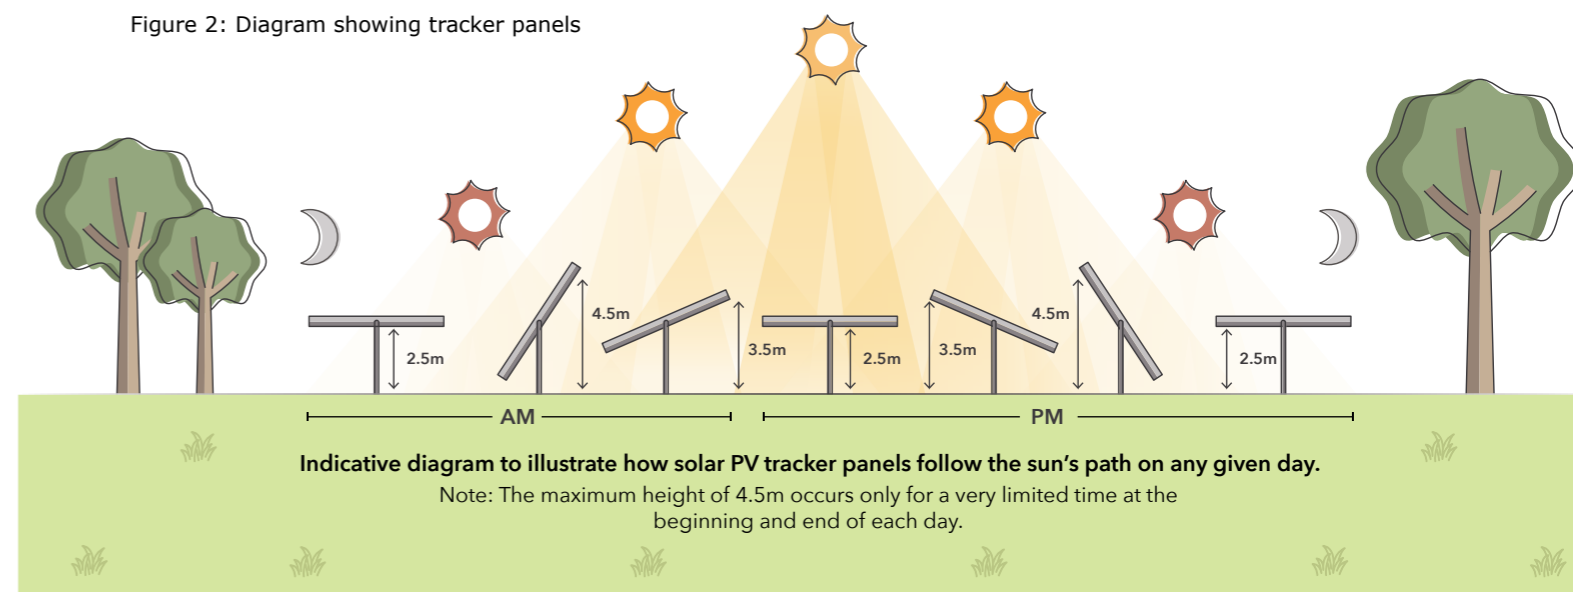 Figure 2: Diagram showing tracker panels
2.5m
4.5m
3.5m
2.5m
3.5m
4.5m
2.5m
AM
PM
Indicative diagram to illustrate how solar PV tracker panels follow the sun’s path on any given day.
Note: The maximum height of 4.5m occurs only for a very limited time at the
beginning and end of each day.